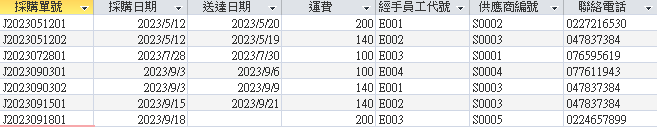 採購單號 採購日期 送達日期 運費 經手員工代號 供應商編號 聯絡電話
J2023051201 2023/5/12 2023/5/20 200 E001 S0002 0227216530
J2023051202 2023/5/12 2023/5/19 140 E002 S0003 047837384
J2023072801 2023/7/28 2023/7/30 100 E003 S0001 076595619
J2023090301 2023/9/3 2023/9/6 100 E004 S0004 077611943
J2023090302 2023/9/3 2023/9/9 140 E001 S0003 047837384
J2023091501 2023/9/15 2023/9/21 140 E002 S0003 047837384
J2023091801 2023/9/18 200 E003 S0005 0224657899